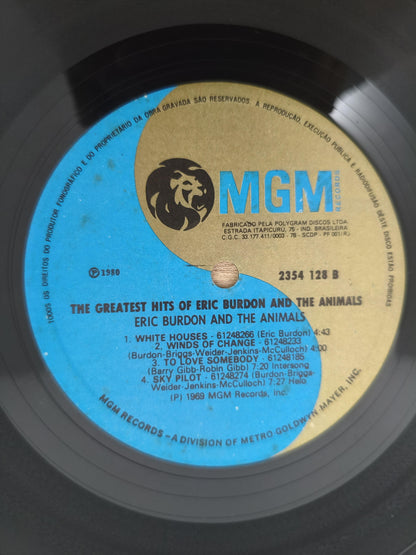 TODOS OS DIREITOS DO PRODUTOR FONOGRÁFICO E DO PROPRIETÁRIO DA OBRA GRAVADA SÃO RESERVADOS. A REPRODUÇÃO, EXECUÇÃO PÚBLICA E RADIODIFUSÃO DESTE DISCO ESTÃO PROIBIDAS
MGM
RECORDS
FABRICADO PELA POLYGRAM DISCOS LTDA.
ESTRADA ITAPICURU, 75 - IND. BRASILEIRA
C.G.C. 33.177.411/0003 - 78 - SCDP - PF 001/RJ
Ⓟ 1980
2354 128 B
THE GREATEST HITS OF ERIC BURDON AND THE ANIMALS
ERIC BURDON AND THE ANIMALS
1. WHITE HOUSES - 61248266 (Eric Burdon) 4:43
2. WINDS OF CHANGE - 61248233
(Burdon-Briggs-Weider-Jenkins-McCulloch) 4:00
3. TO LOVE SOMEBODY - 61248185
(Barry Gibb-Robin Gibb) 7:20 Intersong
4. SKY PILOT - 61248274 (Burdon-Briggs-
Weider-Jenkins-McCulloch) 7:27 Helo
(P) 1969 MGM Records, Inc.
MGM RECORDS - A DIVISION OF METRO-GOLDWYN-MAYER, INC.